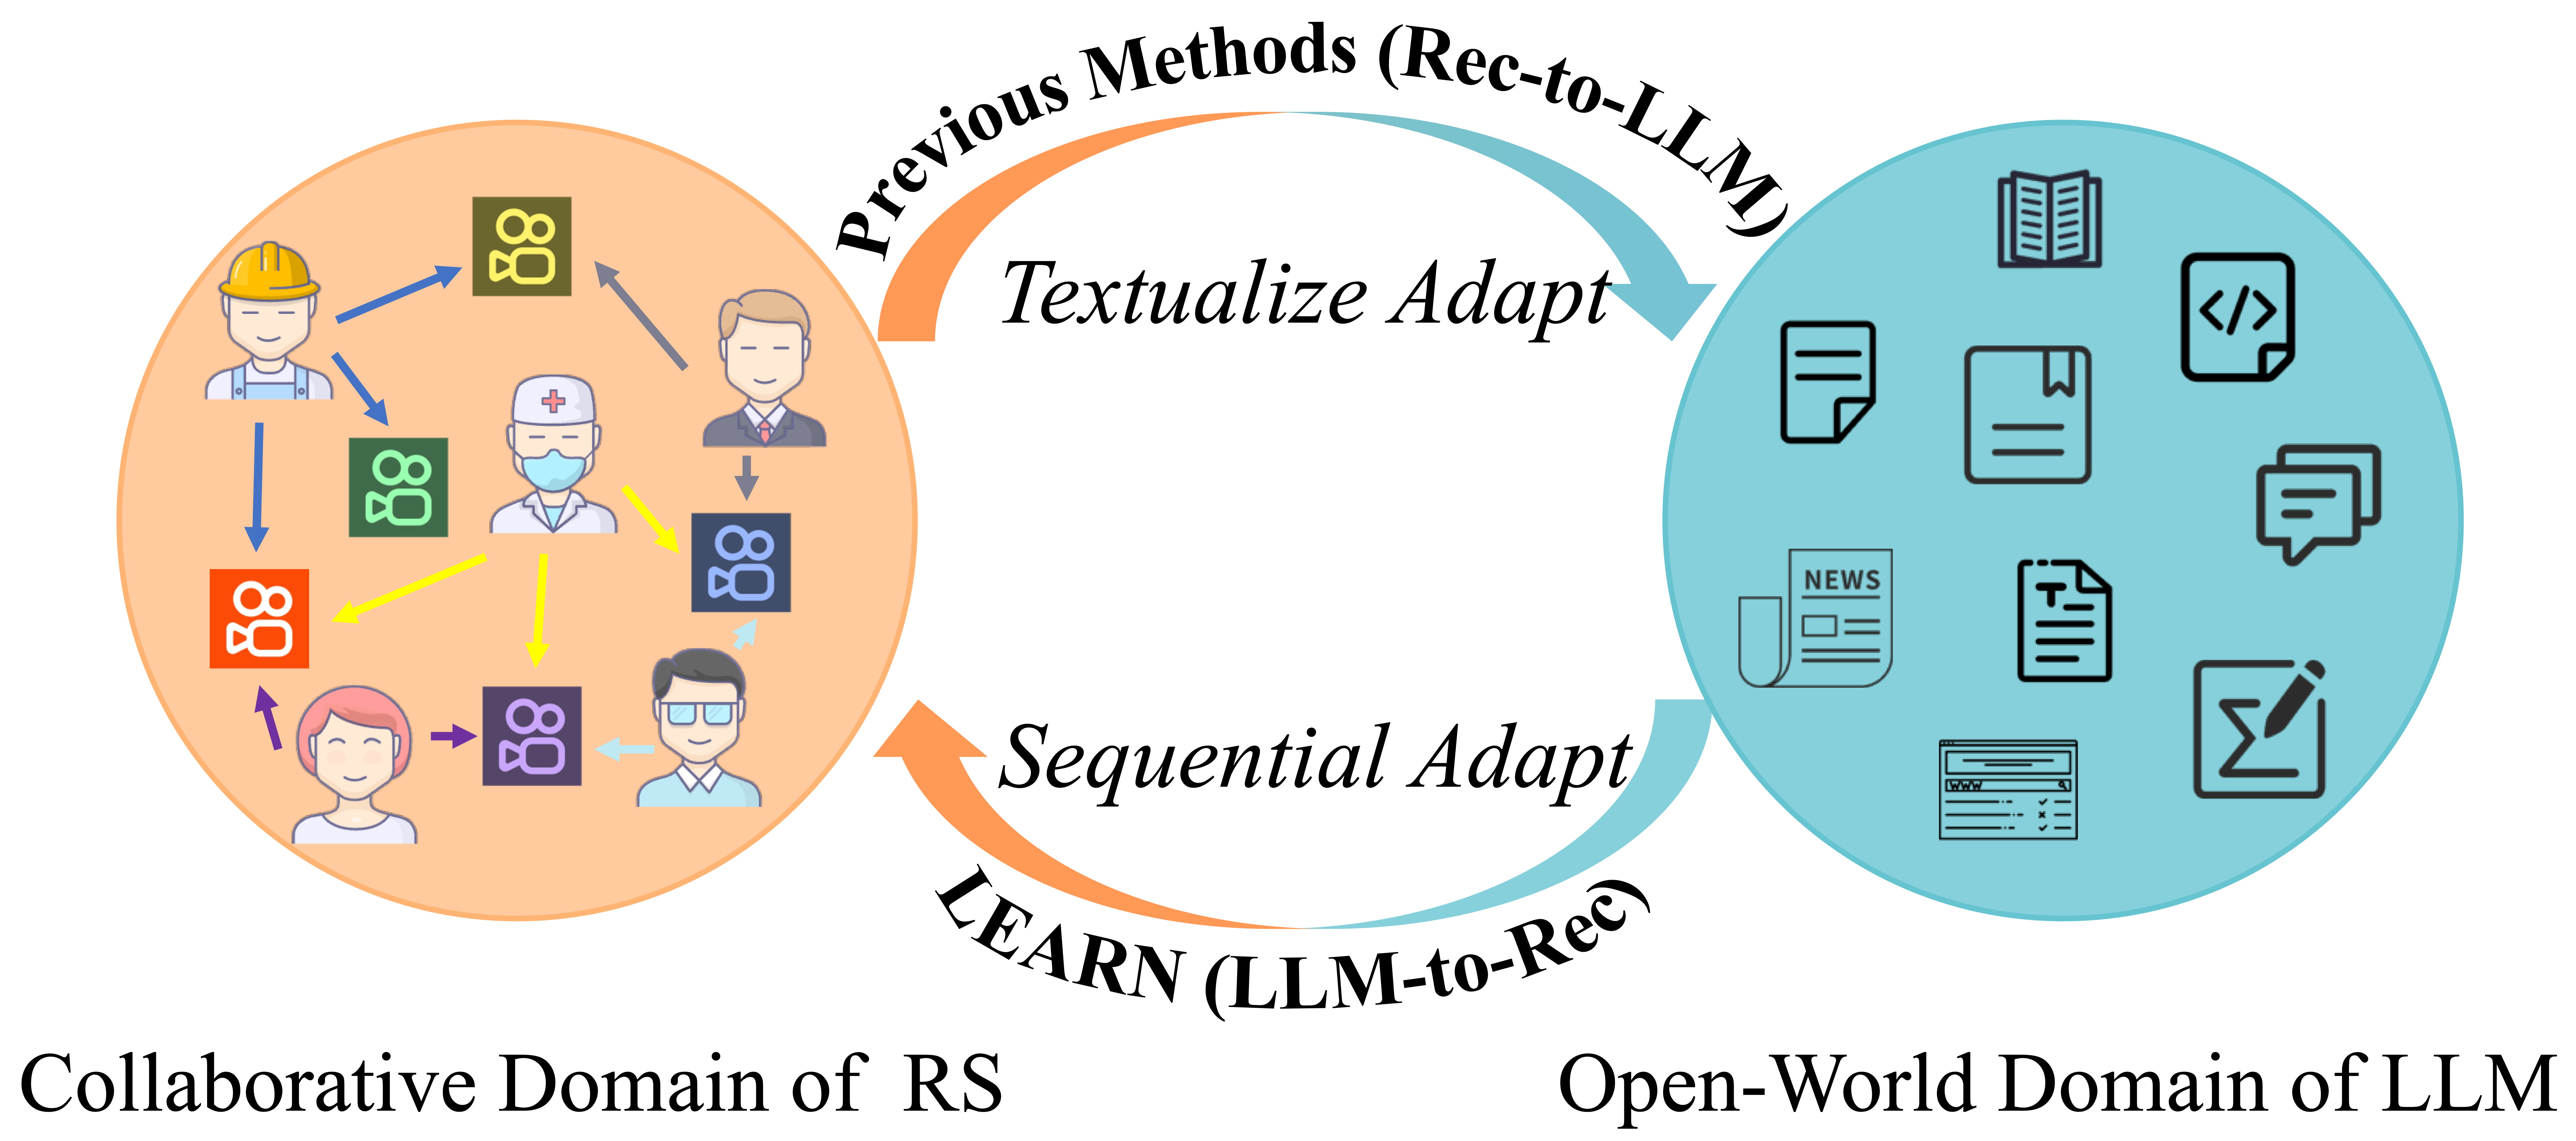 Previous Methods (Rec-to-LLM)
Textualize Adapt
NEWS
Sequential Adapt
WWW
LEARN (LLM-to-Rec)
Collaborative Domain of RS
Open-World Domain of LLM